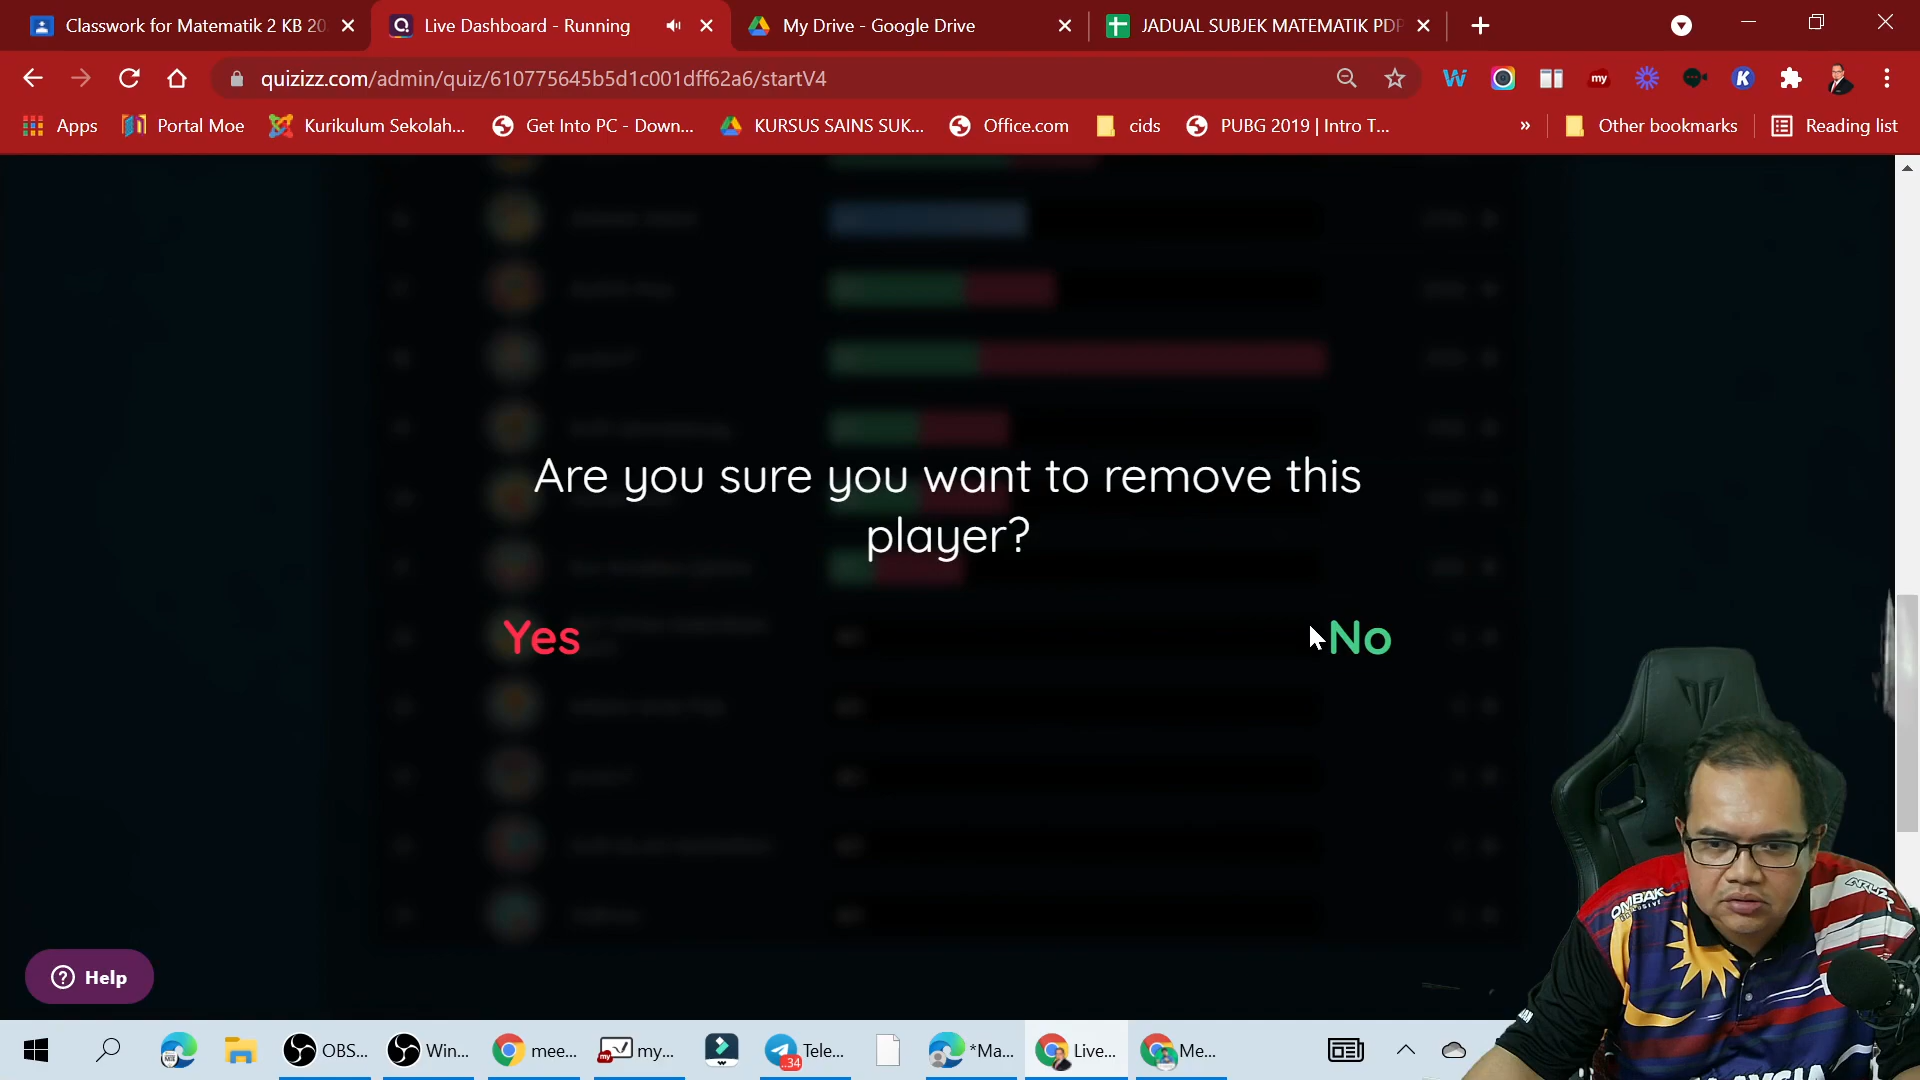 Classwork for Matematik 2 KB 20
Live Dashboard - Running
My Drive - Google Drive
JADUAL SUBJEK MATEMATIK PDP
quizizz.com/admin/quiz/610775645b5d1c001dff62a6/startV4
Apps
Portal Moe
Kurikulum Sekolah...
Get Into PC - Down...
KURSUS SAINS SUK...
Office.com
cids
PUBG 2019 | Intro T...
»
Other bookmarks
Reading list
Are you sure you want to remove this
player?
Yes
No
Help
OMBAK
OBS...
Win...
mee...
my...
Tele...
..34
*Ma...
Live...
Me...